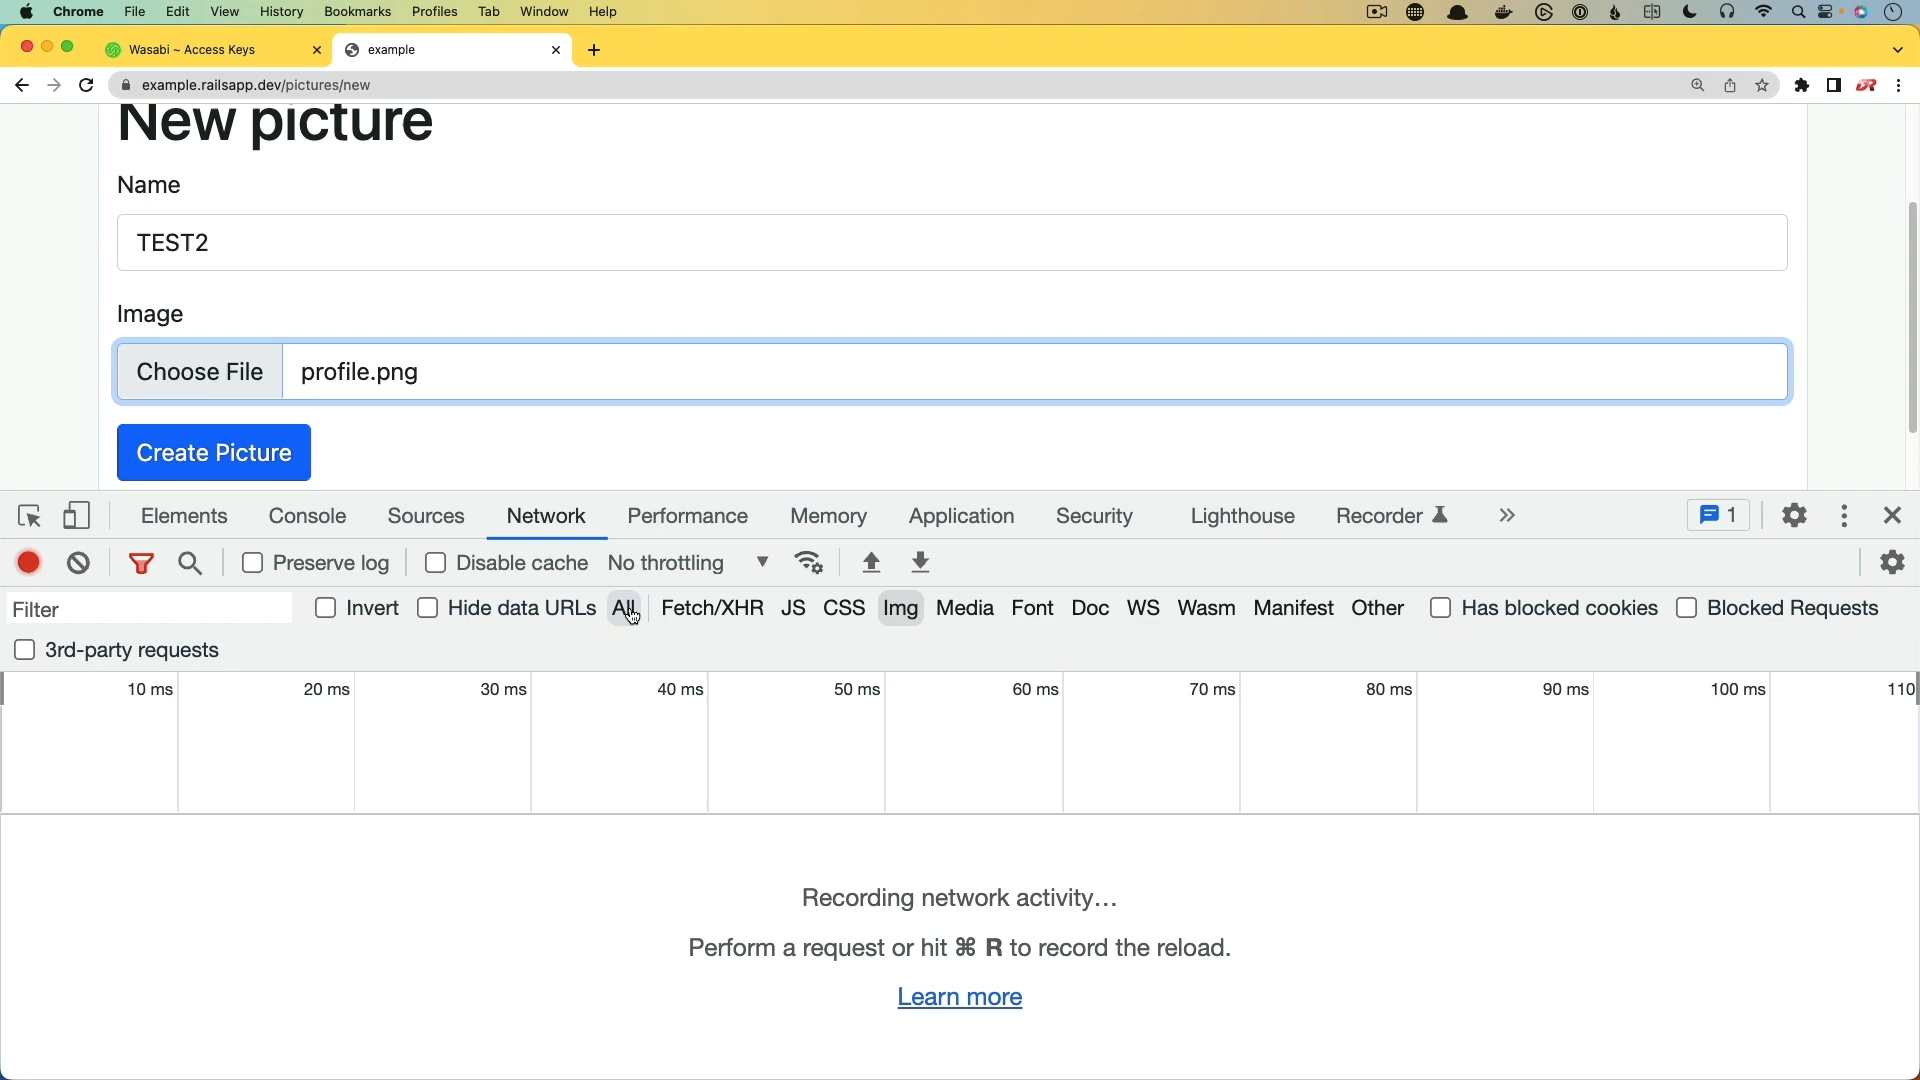 Chrome File Edit View History Bookmarks Profiles Tab Window Help
Wasabi ~ Access Keys
example
example.railsapp.dev/pictures/new
New picture
Name
TEST2
Image
Choose File profile.png
Create Picture
Elements Console Sources Network Performance Memory Application Security Lighthouse Recorder 1
Preserve log Disable cache No throttling
Filter Invert Hide data URLs All Fetch/XHR JS CSS Img Media Font Doc WS Wasm Manifest Other Has blocked cookies Blocked Requests
3rd-party requests
10 ms 20 ms 30 ms 40 ms 50 ms 60 ms 70 ms 80 ms 90 ms 100 ms 110
Recording network activity…
Perform a request or hit ⌘ R to record the reload.
Learn more